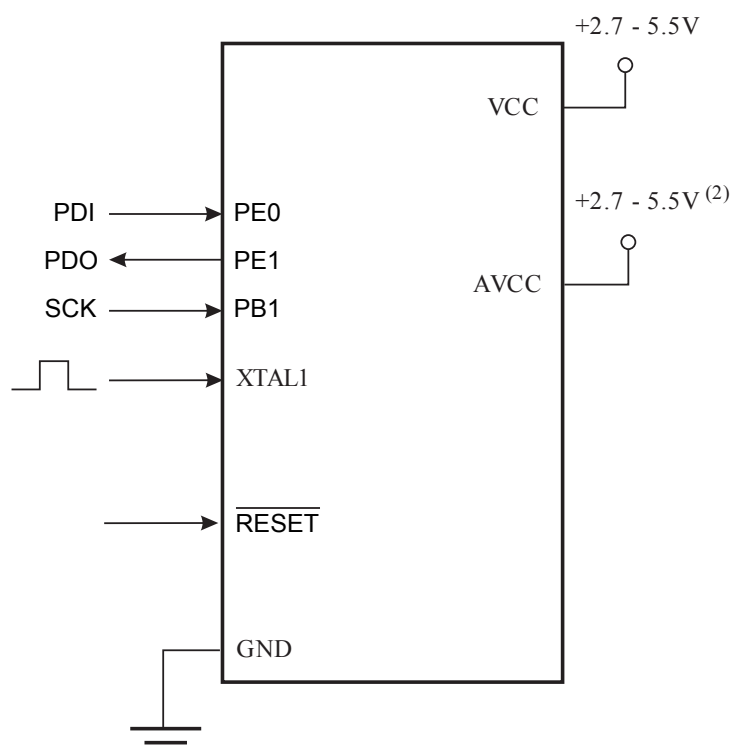 +2.7 - 5.5V
VCC
+2.7 - 5.5V (2)
PDI PE0
PDO PE1
AVCC
SCK PB1
XTAL1
RESET
GND